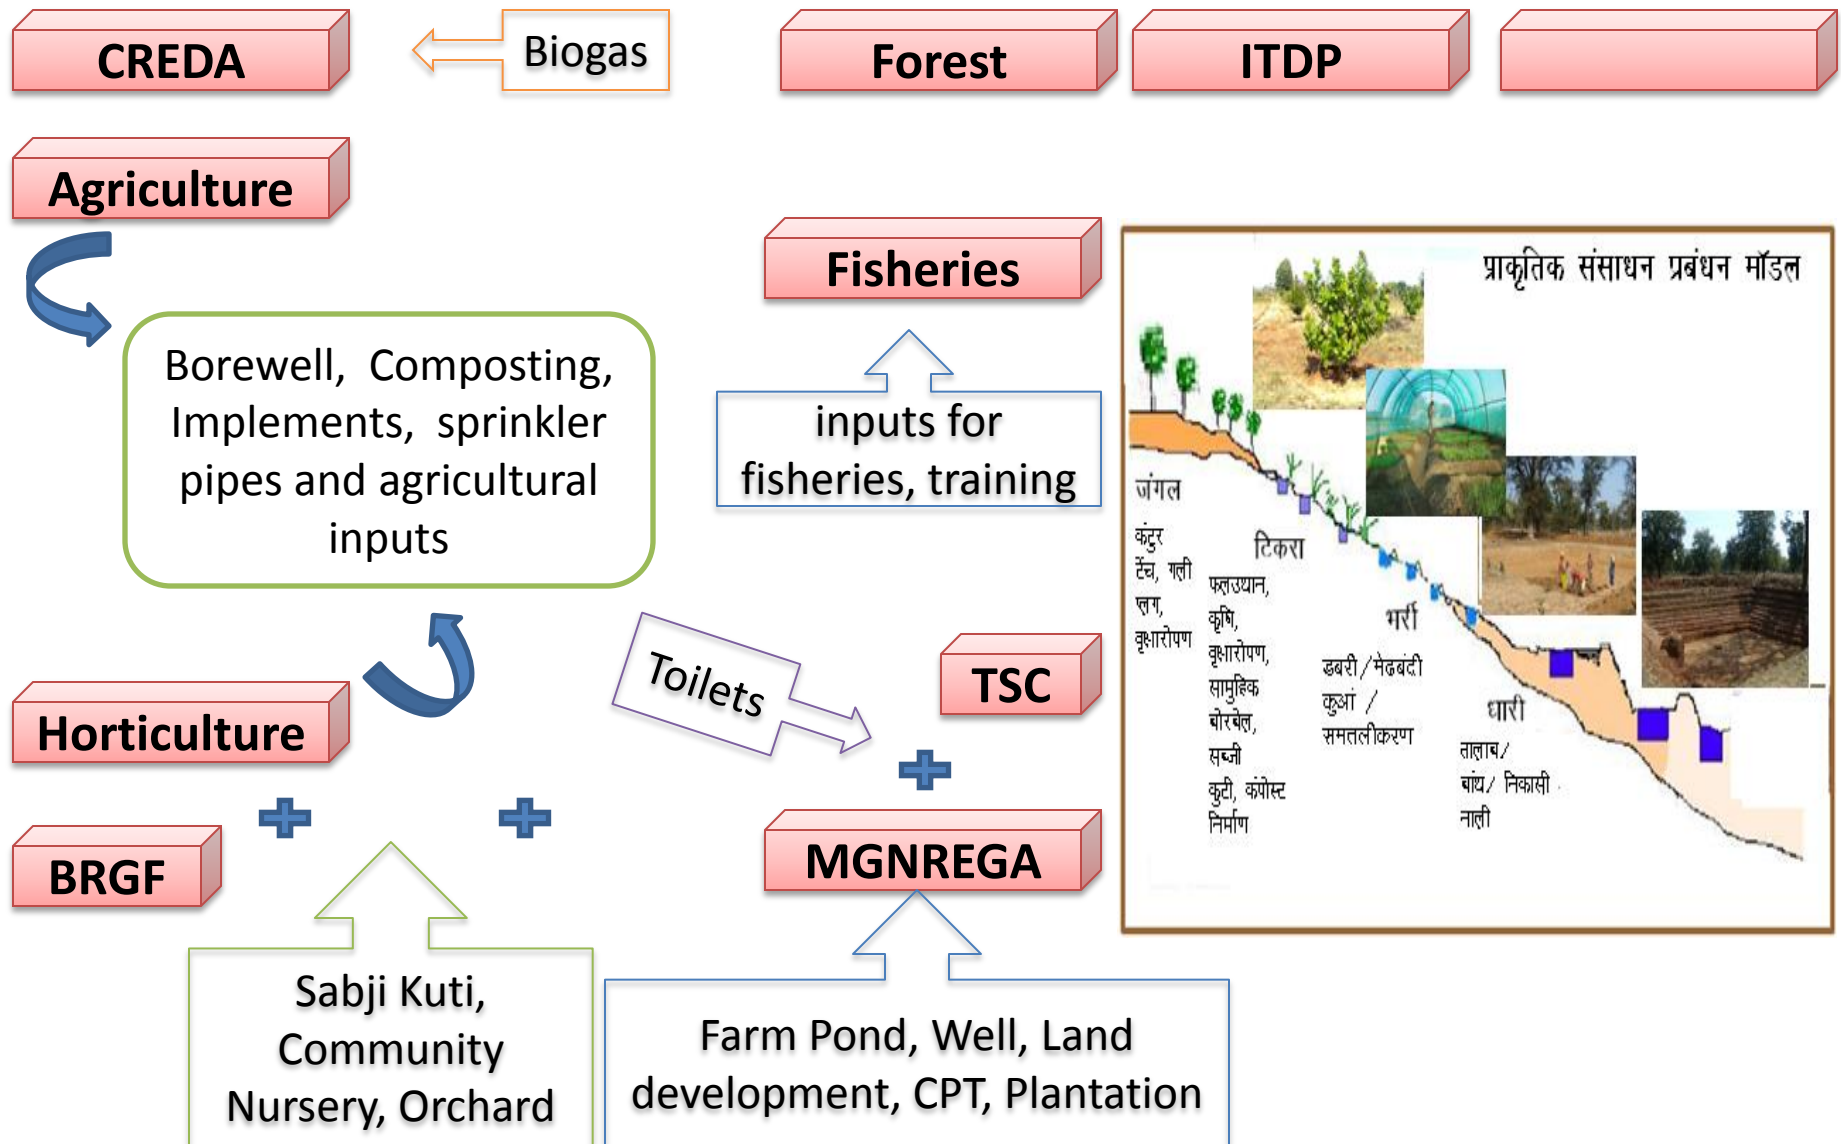 CREDA
Biogas
Forest
ITDP
Agriculture
Fisheries
Borewell, Composting,
Implements, sprinkler
pipes and agricultural
inputs
inputs for
fisheries, training
Toilets
TSC
Horticulture
BRGF
MGNREGA
Sabji Kuti,
Community
Nursery, Orchard
Farm Pond, Well, Land
development, CPT, Plantation
प्राकृतिक संसाधन प्रबंधन मॉडल
जंगल
कंटुर
टेंच, गली
प्लग,
वृक्षारोपण
टिकरा
फलउधान,
कृषि,
वृक्षारोपण,
सामुहिक
बोरबेल,
सब्जी
कुटी, कंपोस्ट
निर्माण
भर्री
डबरी/मेढबंदी
कुआं /
समतलीकरण
धारी
तालाब/
बांध/ निकासी
नाली